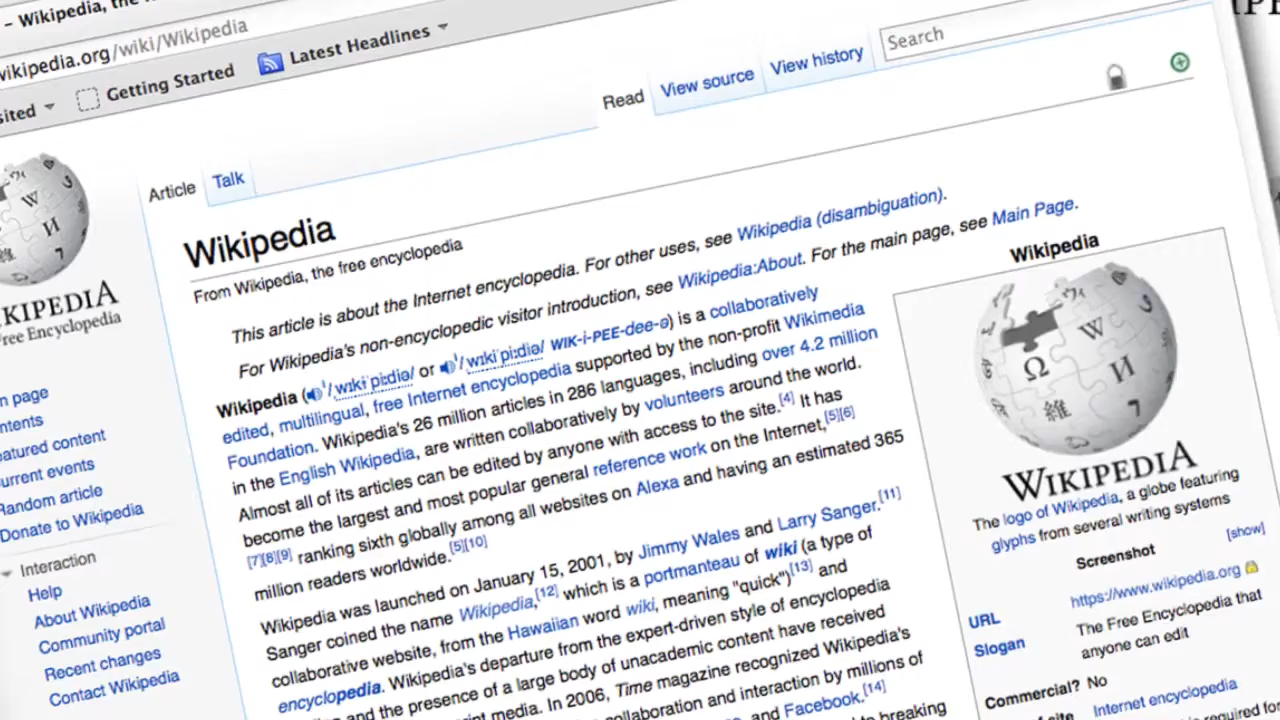 – Wikipedia, the
wikipedia.org/wiki/Wikipedia
Getting Started
Latest Headlines
Article
Talk
Read
View source
View history
Search
Wikipedia
From Wikipedia, the free encyclopedia
This article is about the Internet encyclopedia. For other uses, see Wikipedia (disambiguation).
For Wikipedia's non-encyclopedic visitor introduction, see Wikipedia:About. For the main page, see Main Page.
Wikipedia (/ˌwɪkɨˈpiːdiə/ or /ˌwɪkiˈpiːdiə/ WIK-i-PEE-dee-ə) is a collaboratively
edited, multilingual, free Internet encyclopedia supported by the non-profit Wikimedia
Foundation. Wikipedia's 26 million articles in 286 languages, including over 4.2 million
in the English Wikipedia, are written collaboratively by volunteers around the world.
Almost all of its articles can be edited by anyone with access to the site.[4] It has
become the largest and most popular general reference work on the Internet,[5][6]
[7][8][9] ranking sixth globally among all websites on Alexa and having an estimated 365
million readers worldwide.[5][10]
Wikipedia was launched on January 15, 2001, by Jimmy Wales and Larry Sanger.[11]
Sanger coined the name Wikipedia,[12] which is a portmanteau of wiki (a type of
collaborative website, from the Hawaiian word wiki, meaning "quick")[13] and
encyclopedia. Wikipedia's departure from the expert-driven style of encyclopedia
and the presence of a large body of unacademic content have received
print media. In 2006, Time magazine recognized Wikipedia's
collaboration and interaction by millions of
and Facebook.[14]
to breaking
WIKIPEDIA
Free Encyclopedia
Featured content
Current events
Random article
Donate to Wikipedia
Interaction
Help
About Wikipedia
Community portal
Recent changes
Contact Wikipedia
Wikipedia
Ω W И 維 ד
WIKIPEDIA
The logo of Wikipedia, a globe featuring
glyphs from several writing systems
Screenshot [show]
URL https://www.wikipedia.org
Slogan The Free Encyclopedia that
anyone can edit
Commercial? No
of site Internet encyclopedia